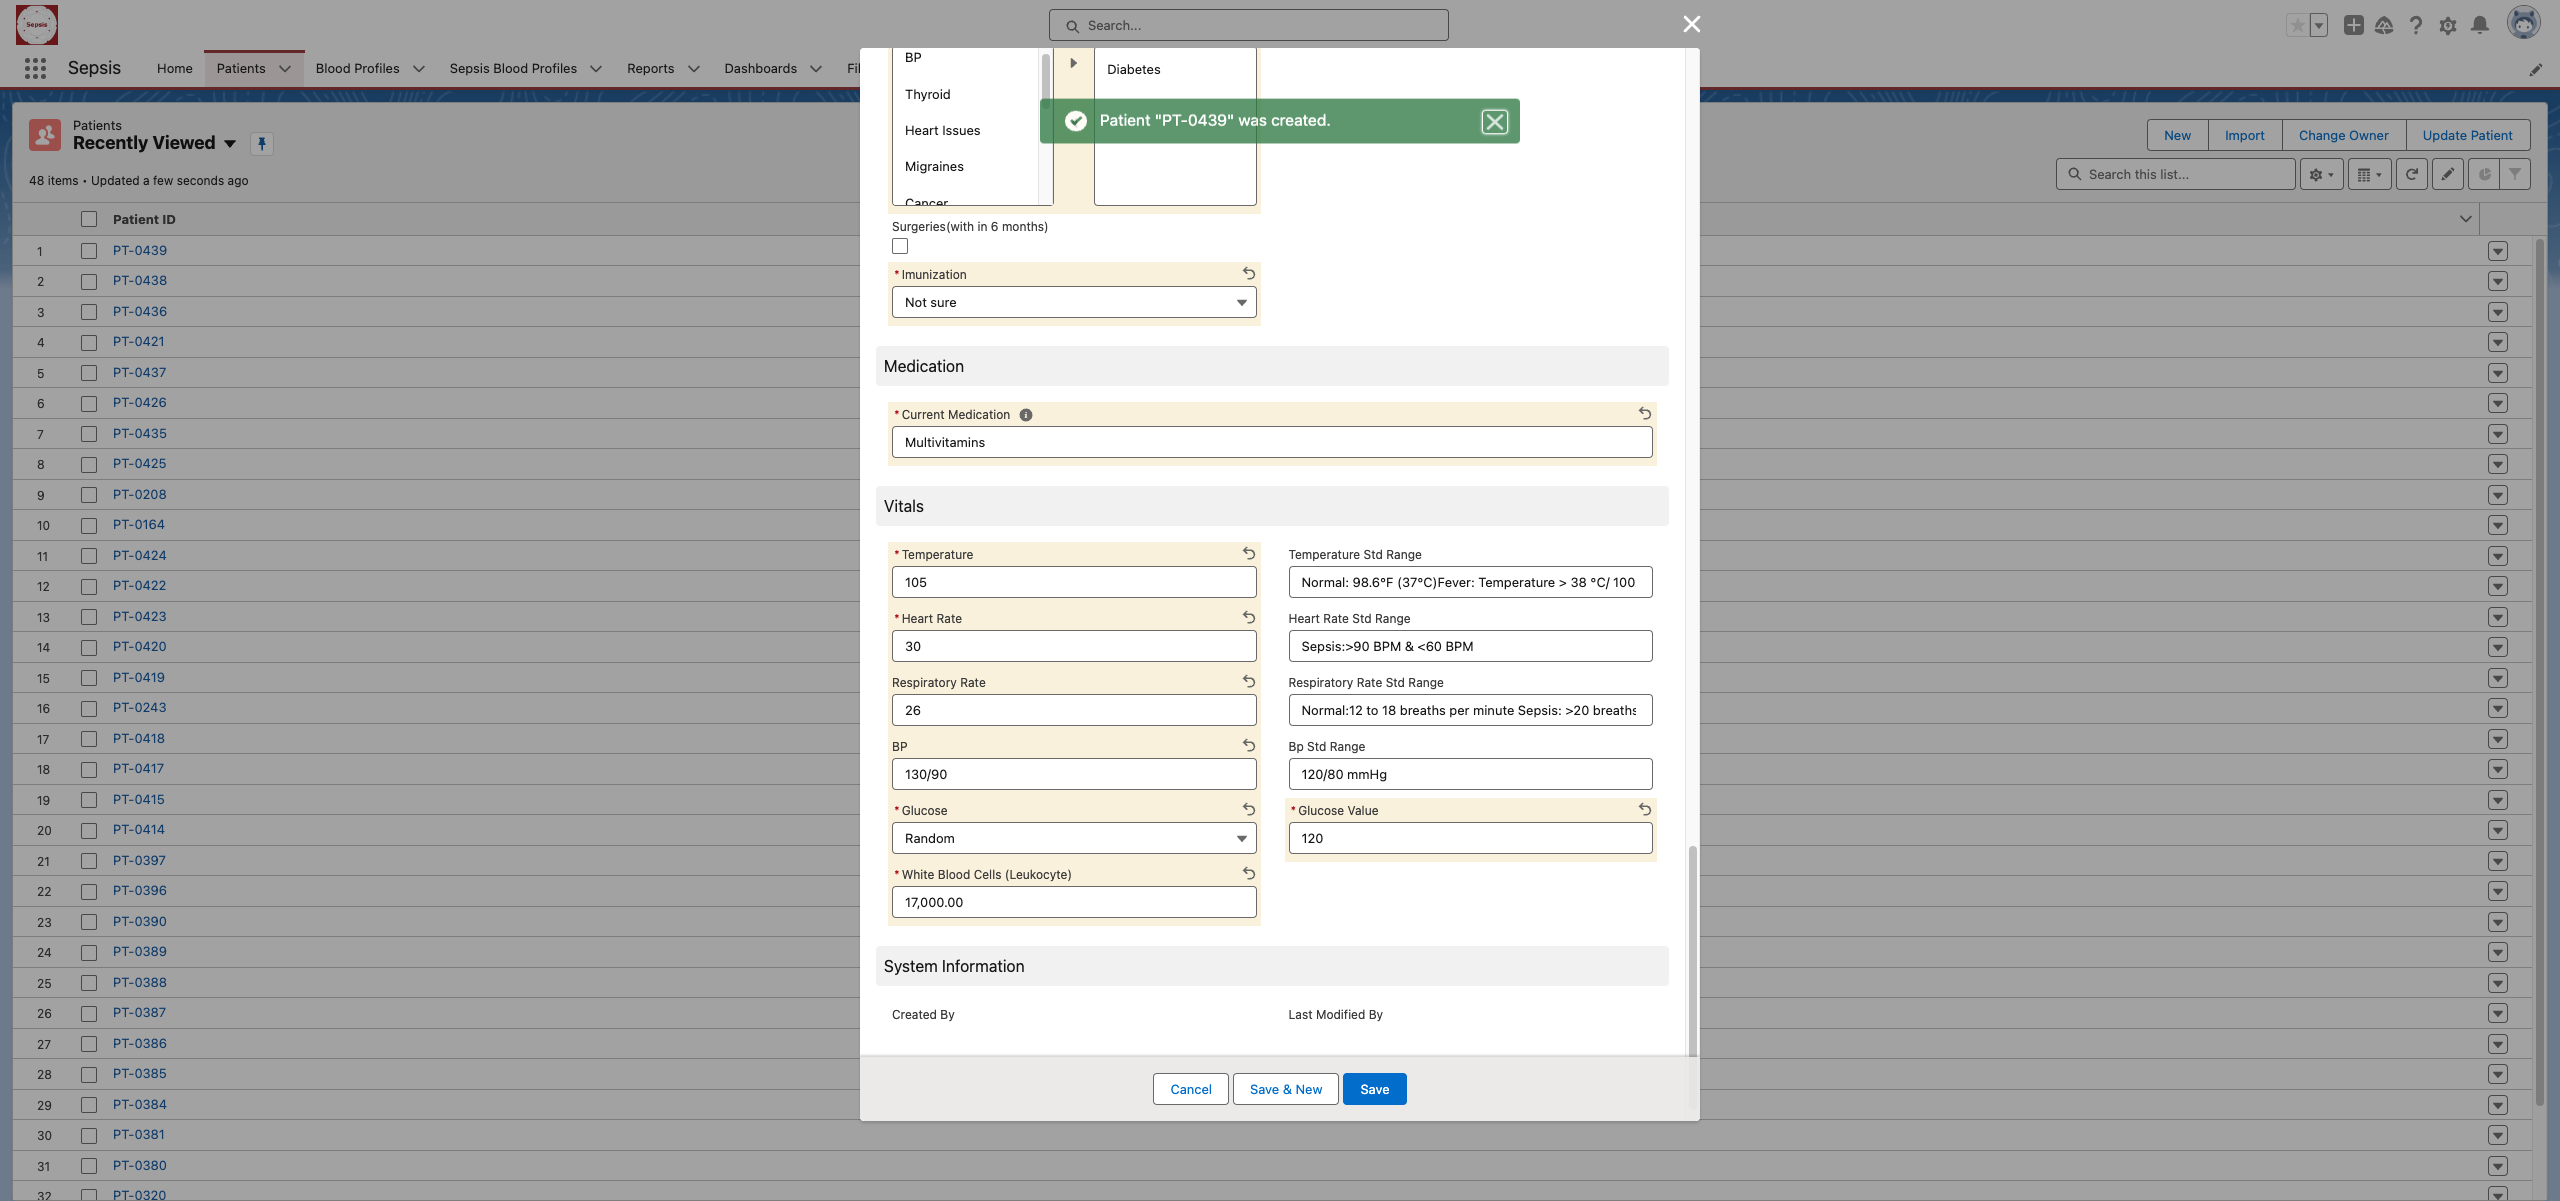 Sepsis
Search...
Sepsis
Home
Patients
Blood Profiles
Sepsis Blood Profiles
Reports
Dashboards
Fil
Patients
Recently Viewed
48 items • Updated a few seconds ago
New
Import
Change Owner
Update Patient
Search this list...
Patient ID
1 PT-0439
2 PT-0438
3 PT-0436
4 PT-0421
5 PT-0437
6 PT-0426
7 PT-0435
8 PT-0425
9 PT-0208
10 PT-0164
11 PT-0424
12 PT-0422
13 PT-0423
14 PT-0420
15 PT-0419
16 PT-0243
17 PT-0418
18 PT-0417
19 PT-0415
20 PT-0414
21 PT-0397
22 PT-0396
23 PT-0390
24 PT-0389
25 PT-0388
26 PT-0387
27 PT-0386
28 PT-0385
29 PT-0384
30 PT-0381
31 PT-0380
32 PT-0320
BP
Thyroid
Heart Issues
Migraines
Cancer
Diabetes
Patient "PT-0439" was created.
Surgeries(with in 6 months)
* Imunization
Not sure
Medication
* Current Medication
Multivitamins
Vitals
* Temperature
105
Temperature Std Range
Normal: 98.6°F (37°C)Fever: Temperature > 38 °C/ 100
* Heart Rate
30
Heart Rate Std Range
Sepsis:>90 BPM & <60 BPM
Respiratory Rate
26
Respiratory Rate Std Range
Normal:12 to 18 breaths per minute Sepsis: >20 breaths
BP
130/90
Bp Std Range
120/80 mmHg
* Glucose
Random
* Glucose Value
120
* White Blood Cells (Leukocyte)
17,000.00
System Information
Created By
Last Modified By
Cancel
Save & New
Save